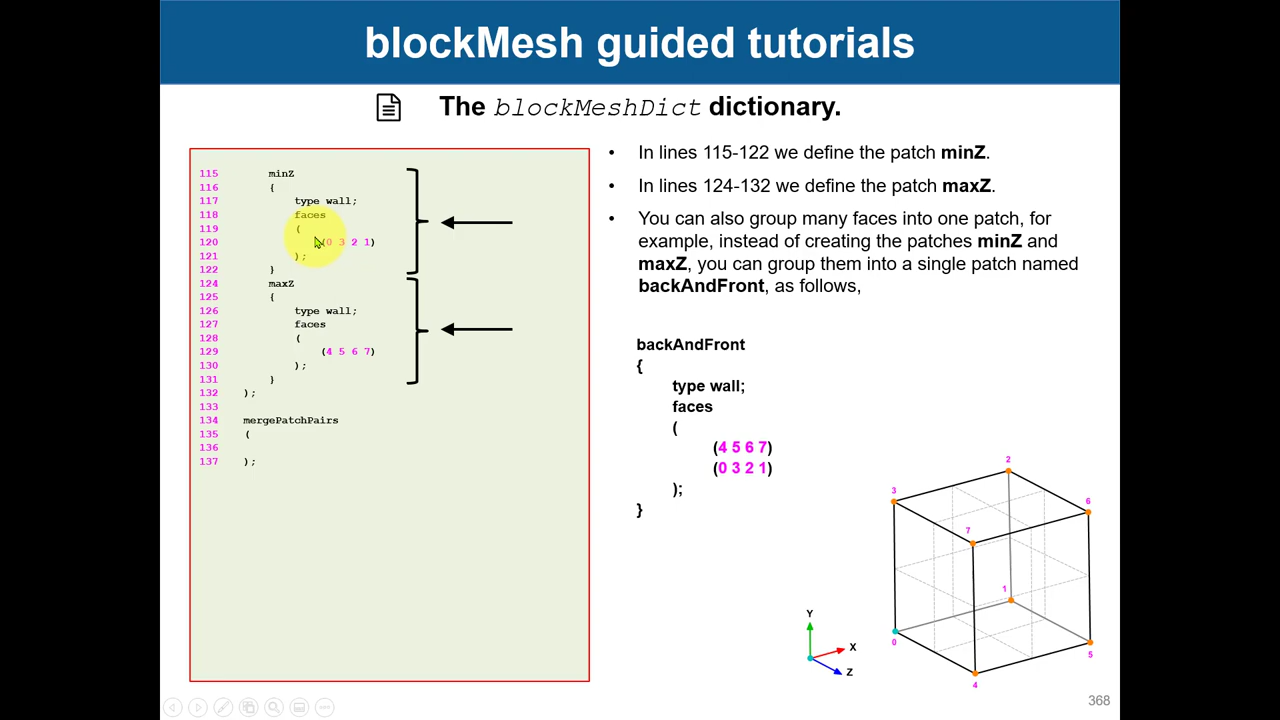 blockMesh guided tutorials
The blockMeshDict dictionary.
115 minZ
116 {
117 type wall;
118 faces
119 (
120 (0 3 2 1)
121 );
122 }
124 maxZ
125 {
126 type wall;
127 faces
128 (
129 (4 5 6 7)
130 );
131 }
132 );
133
134 mergePatchPairs
135 (
136
137 );
• In lines 115-122 we define the patch minZ.
• In lines 124-132 we define the patch maxZ.
• You can also group many faces into one patch, for
example, instead of creating the patches minZ and
maxZ, you can group them into a single patch named
backAndFront, as follows,
backAndFront
{
type wall;
faces
(
(4 5 6 7)
(0 3 2 1)
);
}
2
3
6
7
1
0
5
4
Y
X
Z
368